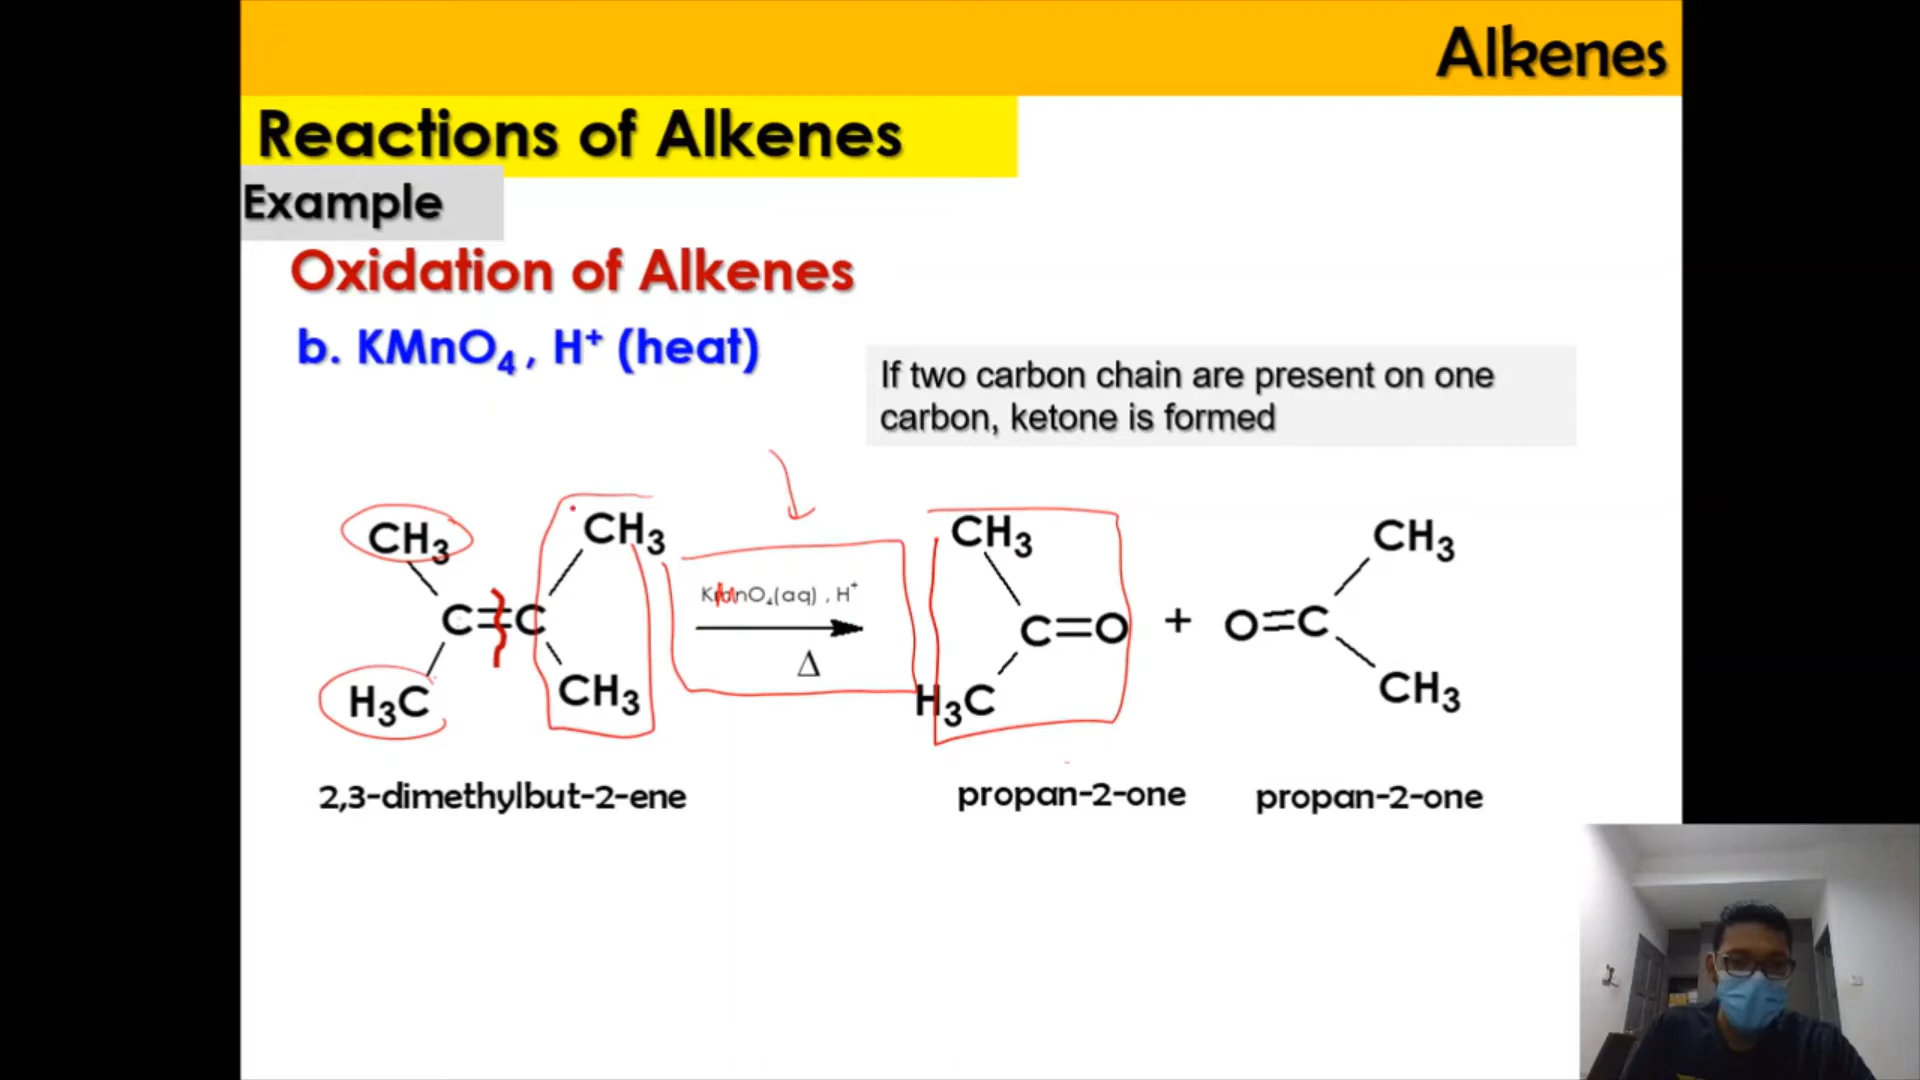 Alkenes
Reactions of Alkenes
Example
Oxidation of Alkenes
b. KMnO₄ , H⁺ (heat)
If two carbon chain are present on one
carbon, ketone is formed
CH₃ CH₃
C=C
H₃C CH₃
KMnO₄(aq) , H⁺
Δ
CH₃
C=O
H₃C
+
CH₃
O=C
CH₃
2,3-dimethylbut-2-ene
propan-2-one
propan-2-one